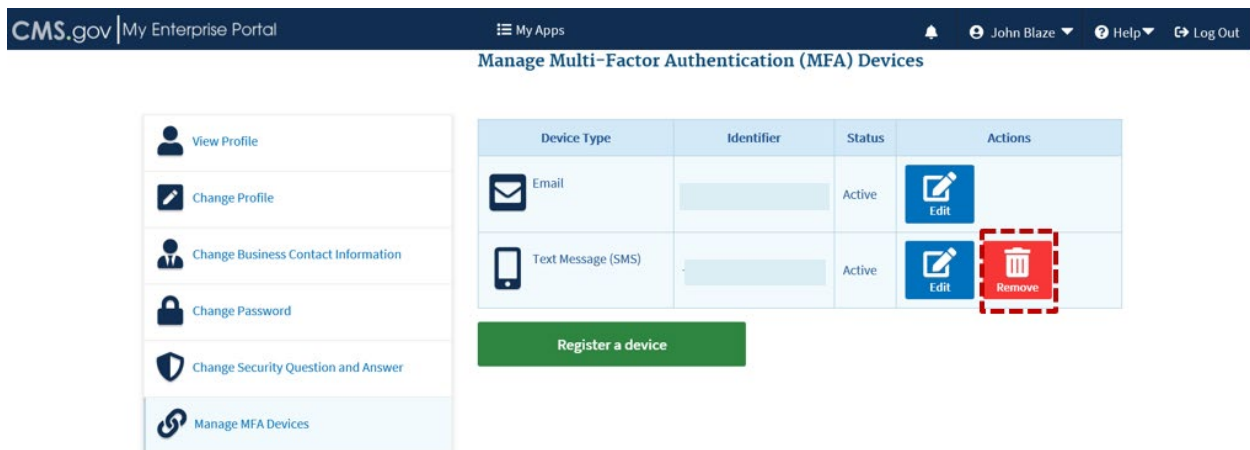 CMS.gov My Enterprise Portal My Apps John Blaze Help Log Out
Manage Multi-Factor Authentication (MFA) Devices
View Profile
Change Profile
Change Business Contact Information
Change Password
Change Security Question and Answer
Manage MFA Devices
Device Type Identifier Status Actions
Email Active Edit
Text Message (SMS) Active Edit Remove
Register a device